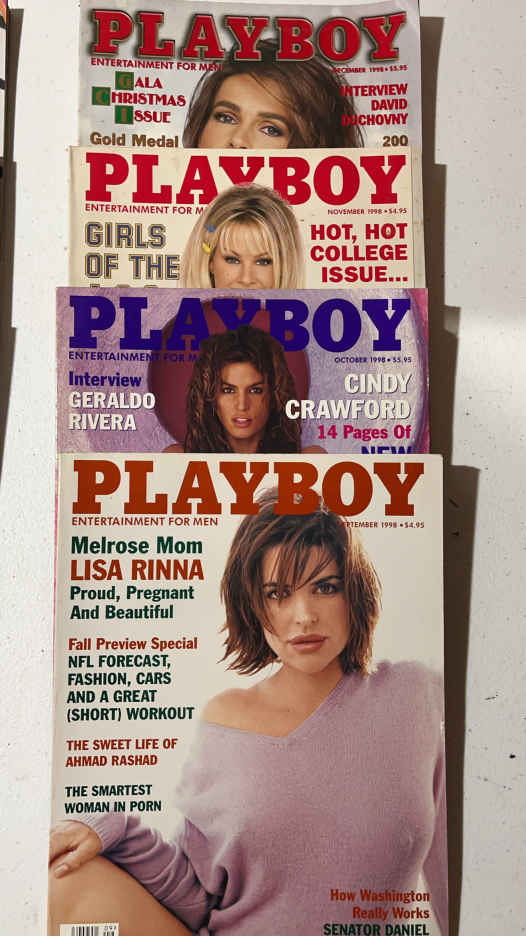 PLAYBOY
ENTERTAINMENT FOR MEN
DECEMBER 1998 • $5.95
GALA
CHRISTMAS
ISSUE
INTERVIEW
DAVID
DUCHOVNY
Gold Medal
200
PLAYBOY
ENTERTAINMENT FOR M
NOVEMBER 1998 • $4.95
GIRLS
OF THE
HOT, HOT
COLLEGE
ISSUE...
PLAYBOY
ENTERTAINMENT FOR M
OCTOBER 1998 • $5.95
Interview
GERALDO
RIVERA
CINDY
CRAWFORD
14 Pages Of
NEW
PLAYBOY
ENTERTAINMENT FOR MEN
EPTEMBER 1998 • $4.95
Melrose Mom
LISA RINNA
Proud, Pregnant
And Beautiful
Fall Preview Special
NFL FORECAST,
FASHION, CARS
AND A GREAT
(SHORT) WORKOUT
THE SWEET LIFE OF
AHMAD RASHAD
THE SMARTEST
WOMAN IN PORN
How Washington
Really Works
SENATOR DANIEL